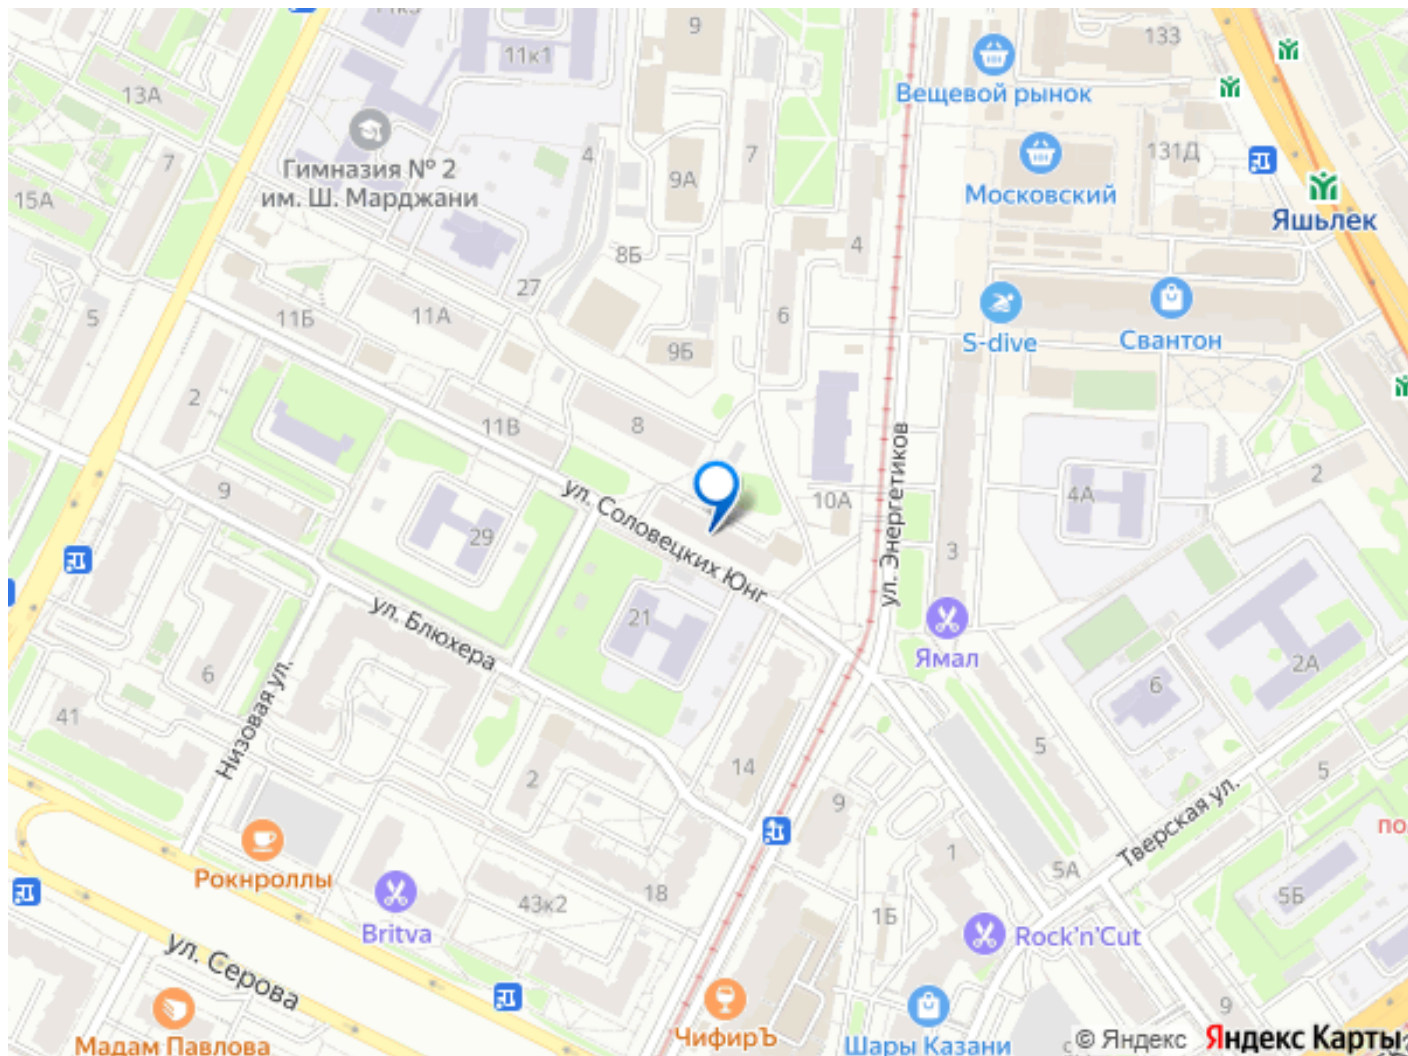 11к1
9
133
Вещевой рынок
13А
Гимназия № 2
им. Ш. Марджани
7
4
9А
7
Московский
131Д
15А
Яшьлек
8Б
4
27
5
11Б
11А
6
9Б
S-dive
Свантон
2
11В
8
ул. Соловецких Юнг
10А
ул. Энергетиков
4А
2
9
29
3
21
ул. Блюхера
Ямал
2А
6
6
41
Низовая ул.
14
2
5
5
9
Тверская ул.
Рокнроллы
1
5А
5Б
43к2
18
1Б
Britva
Rock'n'Cut
ул. Серова
9
ЧифирЪ
Шары Казани
Мадам Павлова
© Яндекс
Яндекс Карты